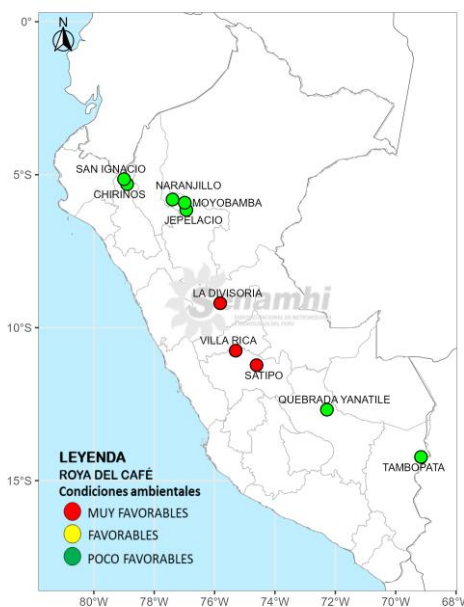 N
0°
SAN IGNACIO
CHIRINOS
NARANJILLO
MOYOBAMBA
JEPELACIO
5°S
LA DIVISORIA
Senamhi
10°S
VILLA RICA
SATIPO
QUEBRADA YANATILE
TAMBOPATA
15°S
LEYENDA
ROYA DEL CAFÉ
Condiciones ambientales
MUY FAVORABLES
FAVORABLES
POCO FAVORABLES
80°W 78°W 76°W 74°W 72°W 70°W 68°W